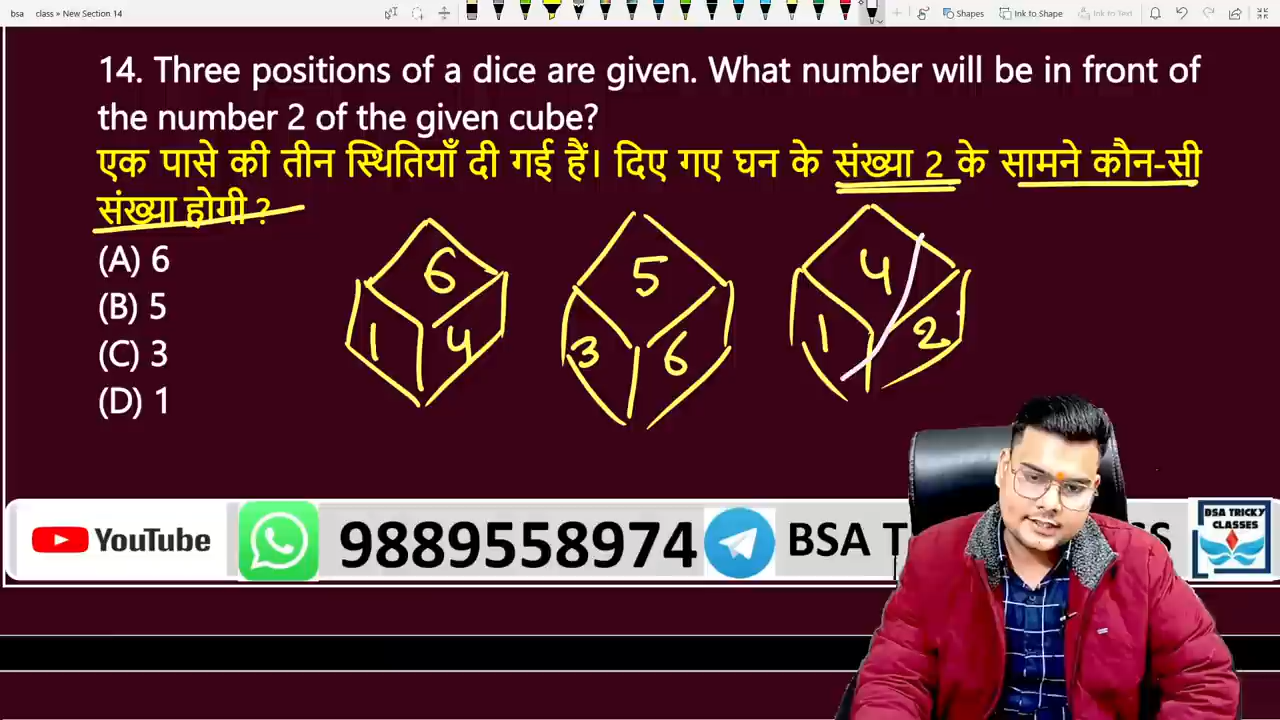 bsa class » New Section 14
Shapes Ink to Shape Ink to Text
14. Three positions of a dice are given. What number will be in front of
the number 2 of the given cube?
एक पासे की तीन स्थितियाँ दी गई हैं। दिए गए घन के संख्या 2 के सामने कौन-सी
संख्या होगी ?
(A) 6
(B) 5
(C) 3
(D) 1
6 1 4
5 3 6
4 1 2
YouTube 9889558974 BSA
BSA TRICKY
CLASSES